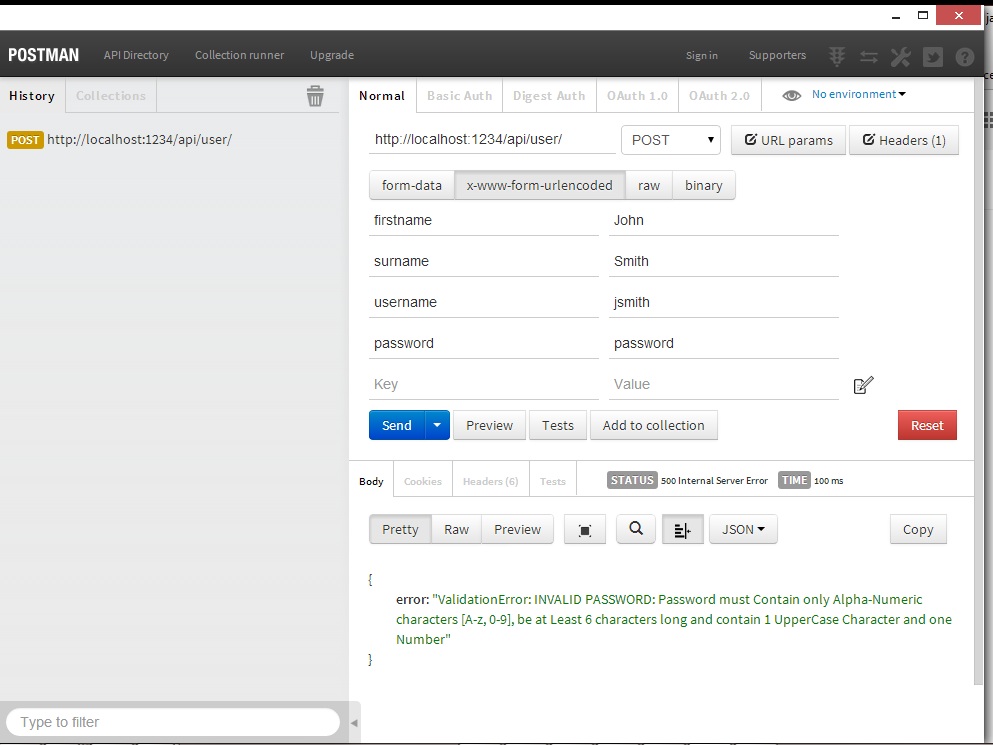 POSTMAN API Directory Collection runner Upgrade Sign in Supporters
History Collections
POST http://localhost:1234/api/user/
Normal Basic Auth Digest Auth OAuth 1.0 OAuth 2.0 No environment
http://localhost:1234/api/user/ POST URL params Headers (1)
form-data x-www-form-urlencoded raw binary
firstname John
surname Smith
username jsmith
password password
Key Value
Send Preview Tests Add to collection Reset
Body Cookies Headers (6) Tests STATUS 500 Internal Server Error TIME 100 ms
Pretty Raw Preview JSON Copy
{
error: "ValidationError: INVALID PASSWORD: Password must Contain only Alpha-Numeric
characters [A-z, 0-9], be at Least 6 characters long and contain 1 UpperCase Character and one
Number"
}
Type to filter